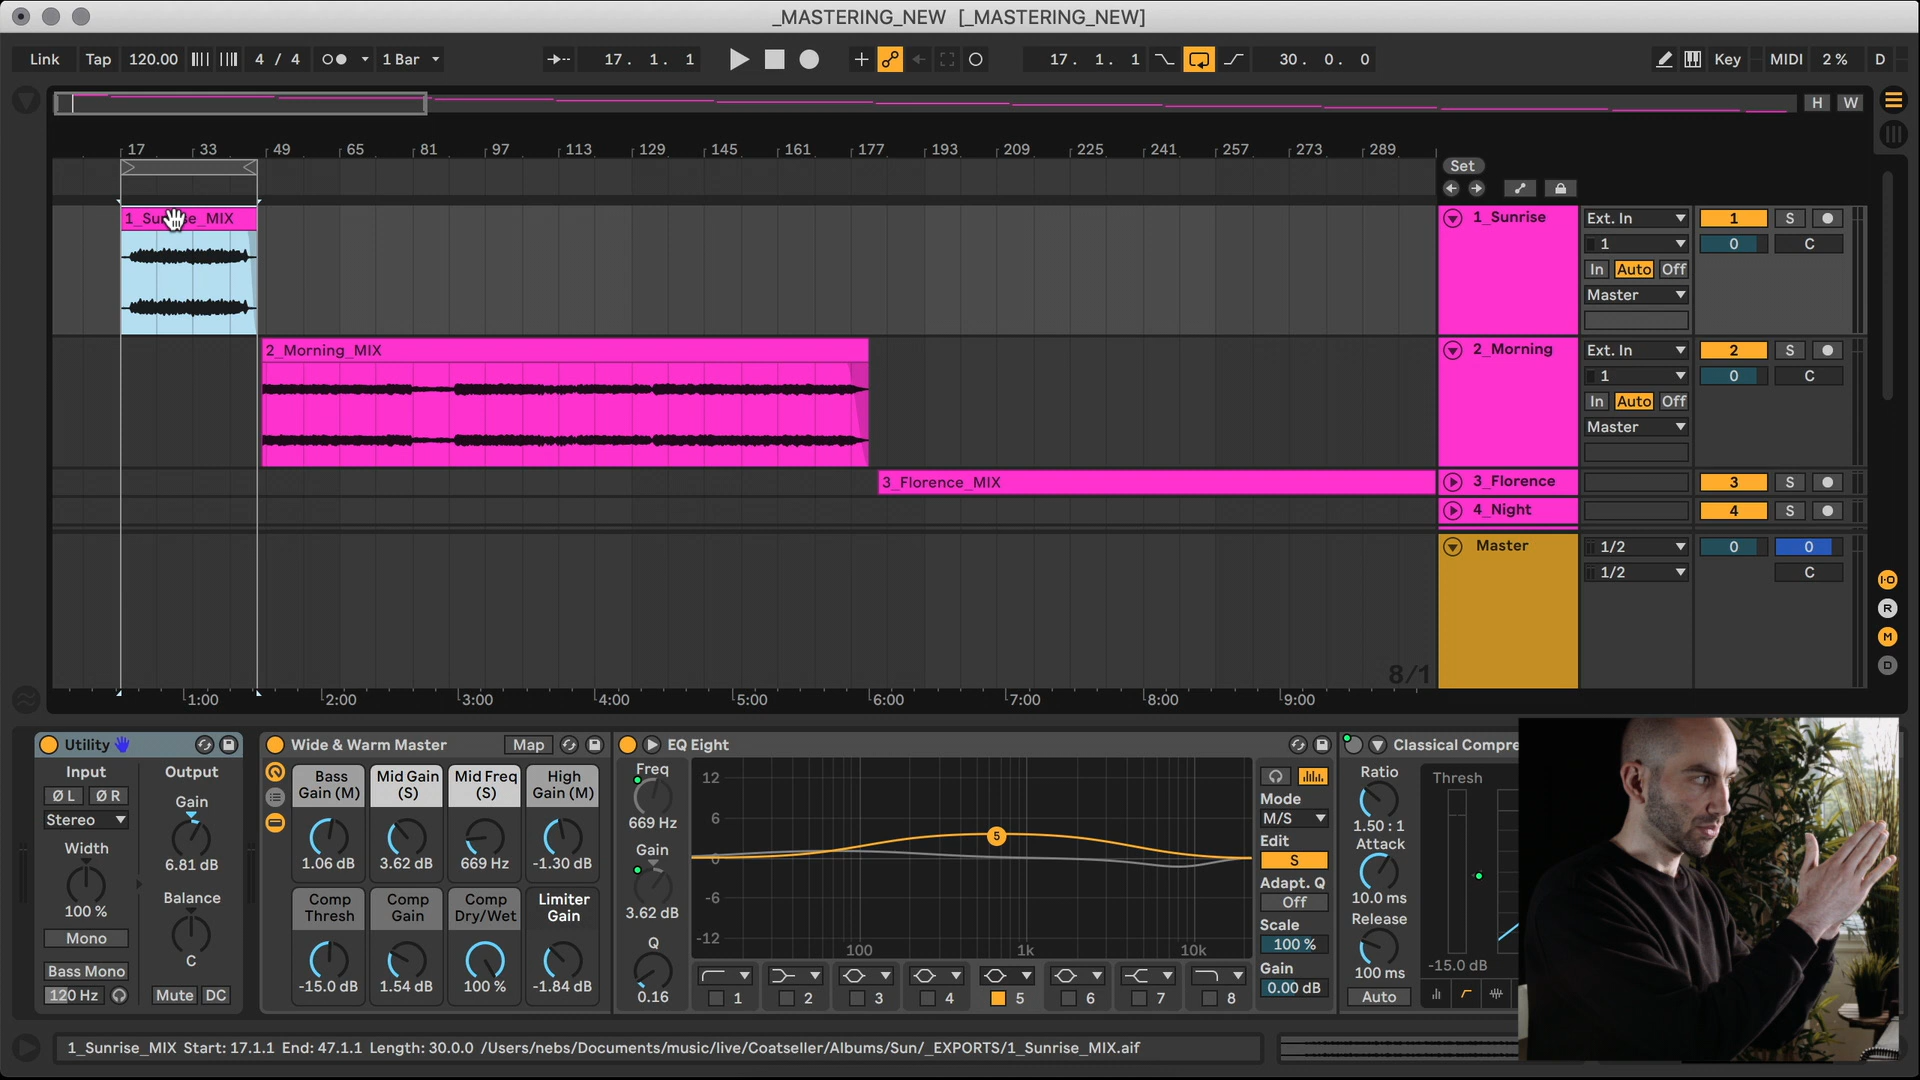 _MASTERING_NEW [_MASTERING_NEW]
Link Tap 120.00 4 / 4 1 Bar 17. 1. 1 17. 1. 1 30. 0. 0 Key MIDI 2 % D
H W
17 33 49 65 81 97 113 129 145 161 177 193 209 225 241 257 273 289
Set
1_Sunrise_MIX
1_Sunrise Ext. In 1 S
1 0 C
In Auto Off
Master
2_Morning_MIX
2_Morning Ext. In 2 S
1 0 C
In Auto Off
Master
3_Florence_MIX
3_Florence 3 S
4_Night 4 S
Master 1/2 0 0
1/2 C
I·O
R
M
D
8/1
1:00 2:00 3:00 4:00 5:00 6:00 7:00 8:00 9:00
Utility
Input Output
Ø L Ø R Gain
Stereo
Width 6.81 dB
Balance
100 %
Mono C
Bass Mono
120 Hz Mute DC
Wide & Warm Master Map
Bass Gain (M) Mid Gain (S) Mid Freq (S) High Gain (M)
1.06 dB 3.62 dB 669 Hz -1.30 dB
Comp Thresh Comp Gain Comp Dry/Wet Limiter Gain
-15.0 dB 1.54 dB 100 % -1.84 dB
EQ Eight
Freq
669 Hz
Gain
3.62 dB
Q
0.16
12
6
0
-6
-12
100 1k 10k
5
1 2 3 4 5 6 7 8
Mode
M/S
Edit
S
Adapt. Q
Off
Scale
100 %
Gain
0.00 dB
Classical Compre
Ratio Thresh
1.50 : 1
Attack
10.0 ms
Release
100 ms
Auto
-15.0 dB
1_Sunrise_MIX Start: 17.1.1 End: 47.1.1 Length: 30.0.0 /Users/nebs/Documents/music/live/Coatseller/Albums/Sun/_EXPORTS/1_Sunrise_MIX.aif